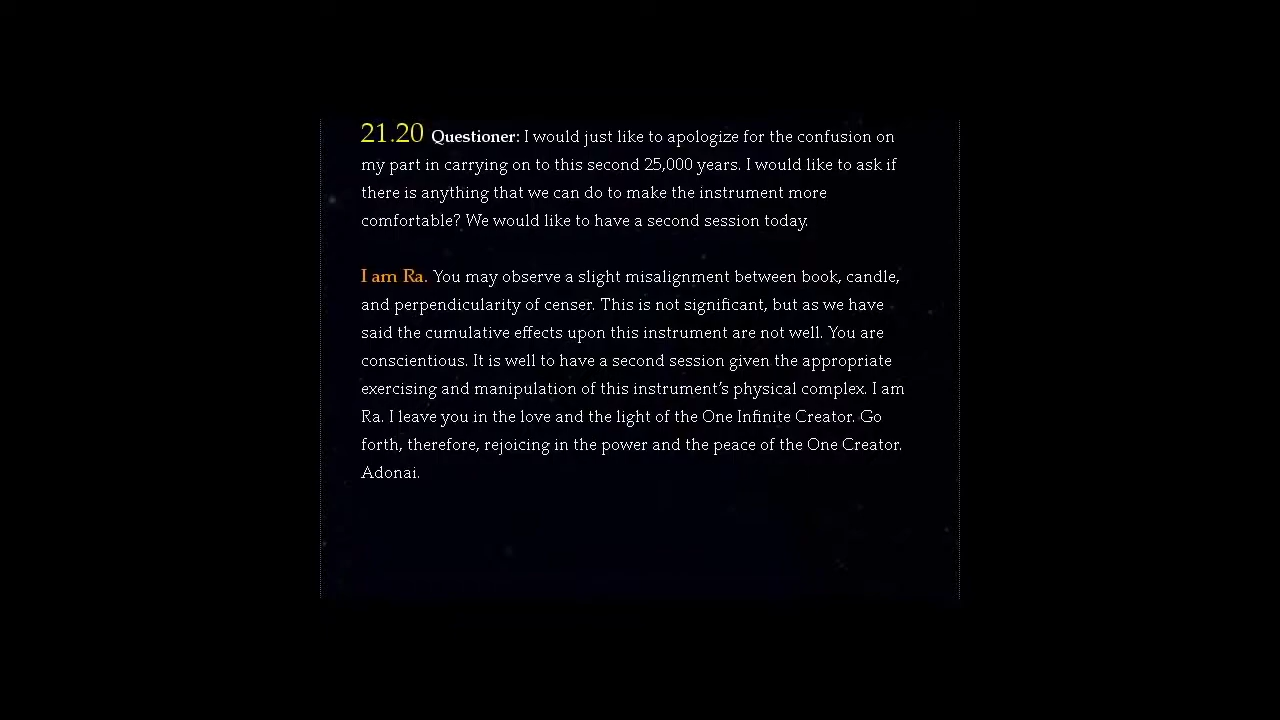 21.20 Questioner: I would just like to apologize for the confusion on
my part in carrying on to this second 25,000 years. I would like to ask if
there is anything that we can do to make the instrument more
comfortable? We would like to have a second session today.
I am Ra. You may observe a slight misalignment between book, candle,
and perpendicularity of censer. This is not significant, but as we have
said the cumulative effects upon this instrument are not well. You are
conscientious. It is well to have a second session given the appropriate
exercising and manipulation of this instrument’s physical complex. I am
Ra. I leave you in the love and the light of the One Infinite Creator. Go
forth, therefore, rejoicing in the power and the peace of the One Creator.
Adonai.